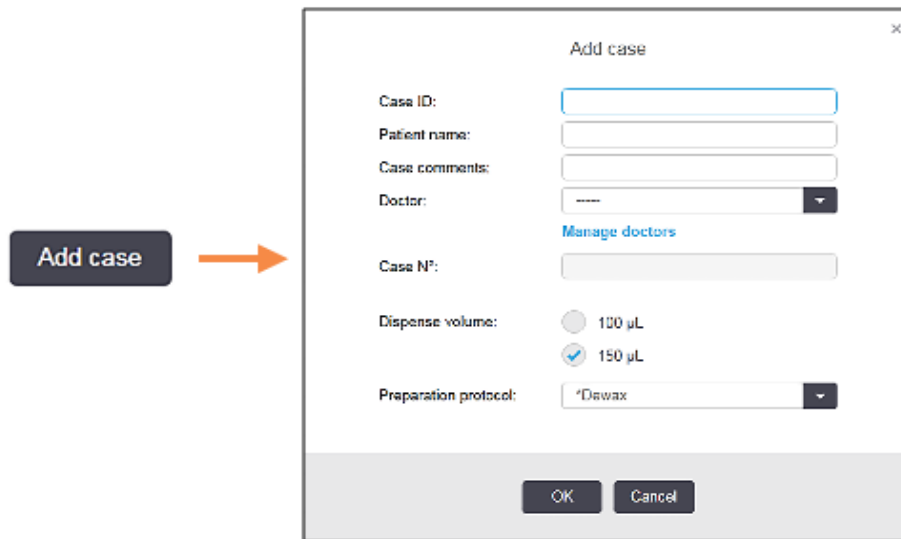 Add case
Add case
Case ID:
Patient name:
Case comments:
Doctor: -----
Manage doctors
Case N°:
Dispense volume: 100 µL
150 µL
Preparation protocol: *Dewax
OK Cancel